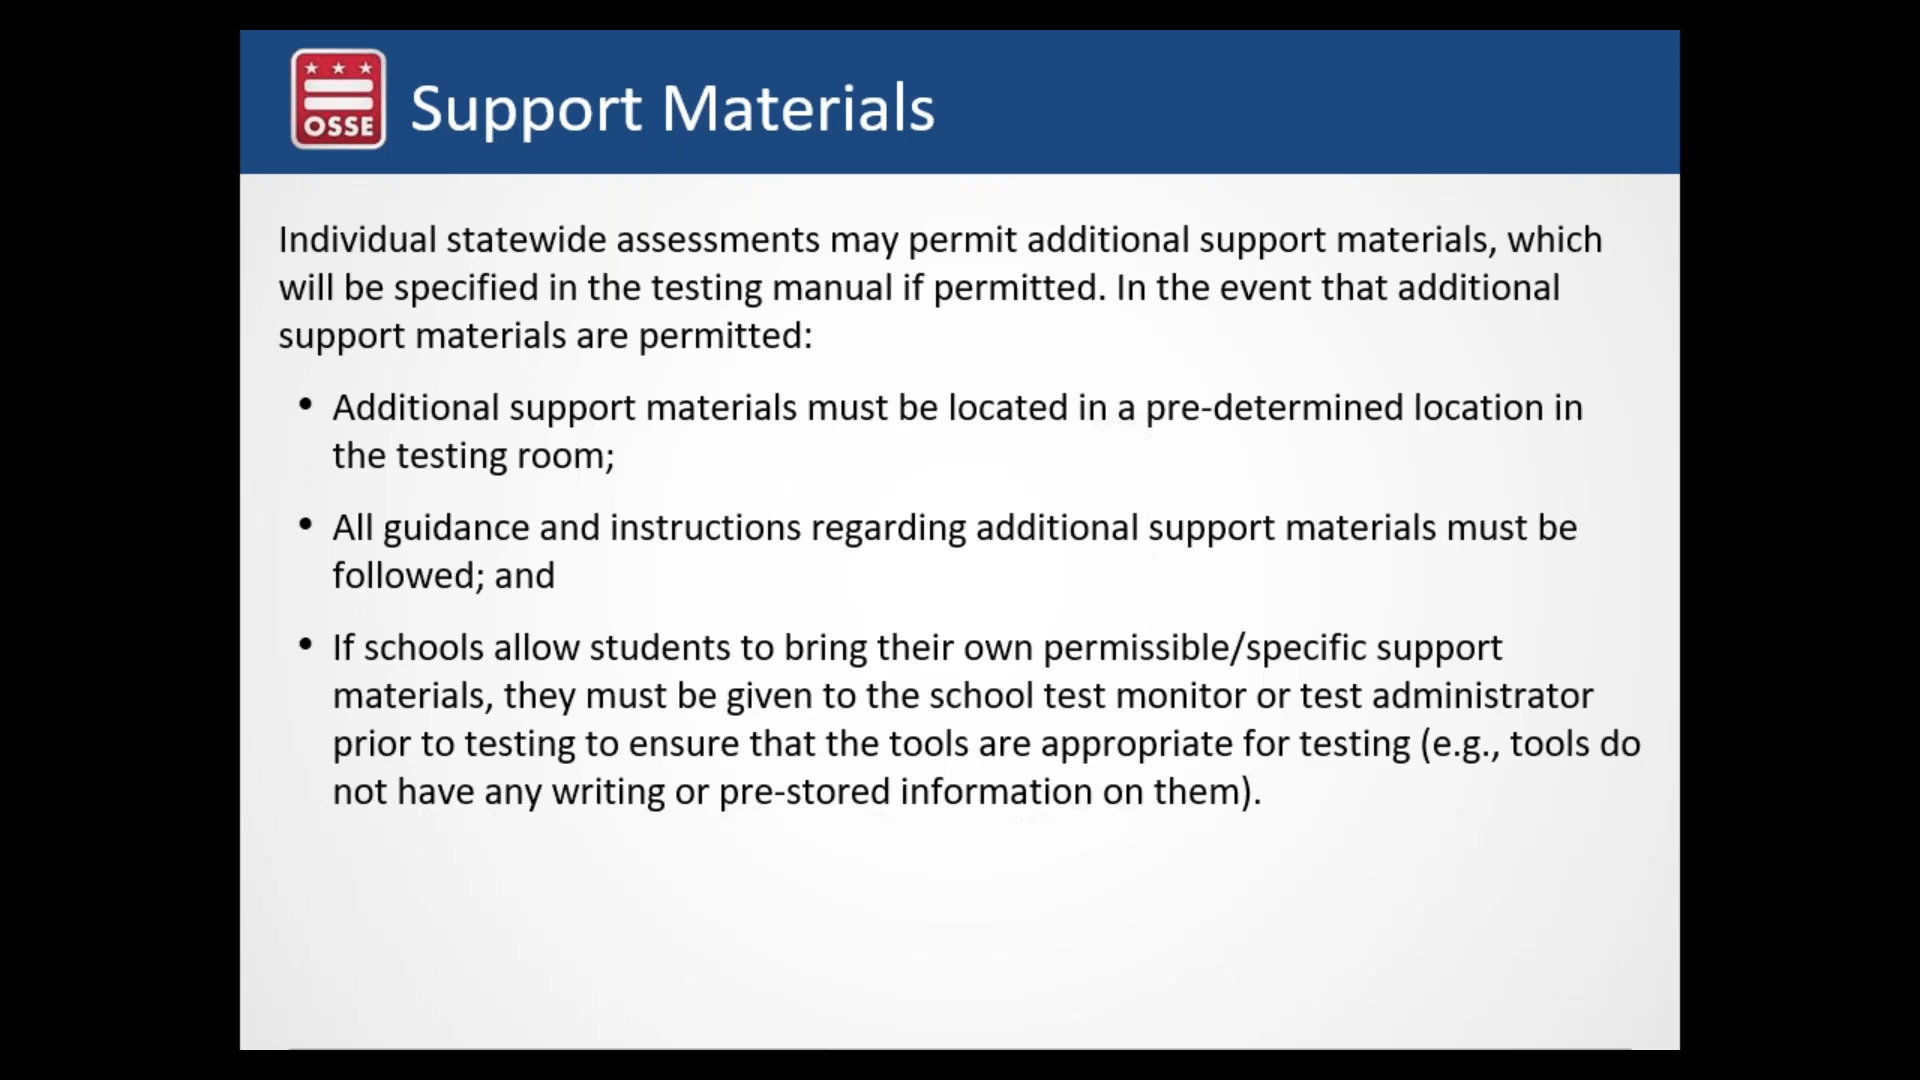 OSSE
Support Materials
Individual statewide assessments may permit additional support materials, which
will be specified in the testing manual if permitted. In the event that additional
support materials are permitted:
• Additional support materials must be located in a pre-determined location in
the testing room;
• All guidance and instructions regarding additional support materials must be
followed; and
• If schools allow students to bring their own permissible/specific support
materials, they must be given to the school test monitor or test administrator
prior to testing to ensure that the tools are appropriate for testing (e.g., tools do
not have any writing or pre-stored information on them).